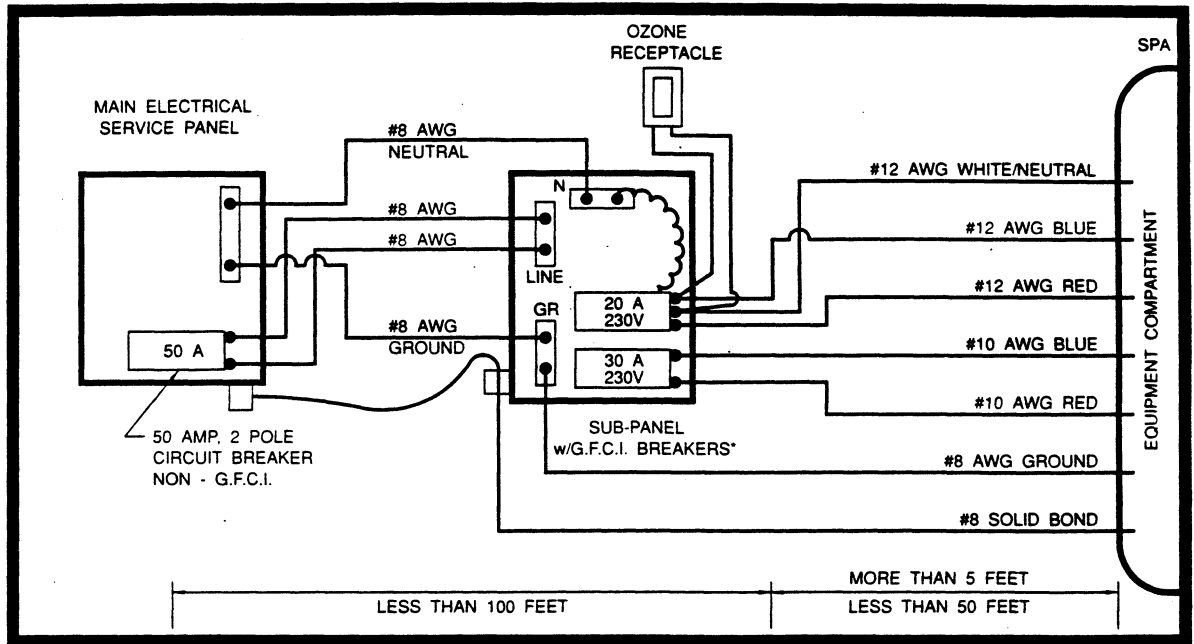 OZONE
RECEPTACLE
SPA
MAIN ELECTRICAL
SERVICE PANEL
#8 AWG
NEUTRAL
#8 AWG
#8 AWG
#8 AWG
GROUND
50 A
50 AMP, 2 POLE
CIRCUIT BREAKER
NON - G.F.C.I.
N
LINE
GR
20 A
230V
30 A
230V
SUB-PANEL
w/G.F.C.I. BREAKERS*
#12 AWG WHITE/NEUTRAL
#12 AWG BLUE
#12 AWG RED
#10 AWG BLUE
#10 AWG RED
#8 AWG GROUND
#8 SOLID BOND
EQUIPMENT COMPARTMENT
LESS THAN 100 FEET
MORE THAN 5 FEET
LESS THAN 50 FEET